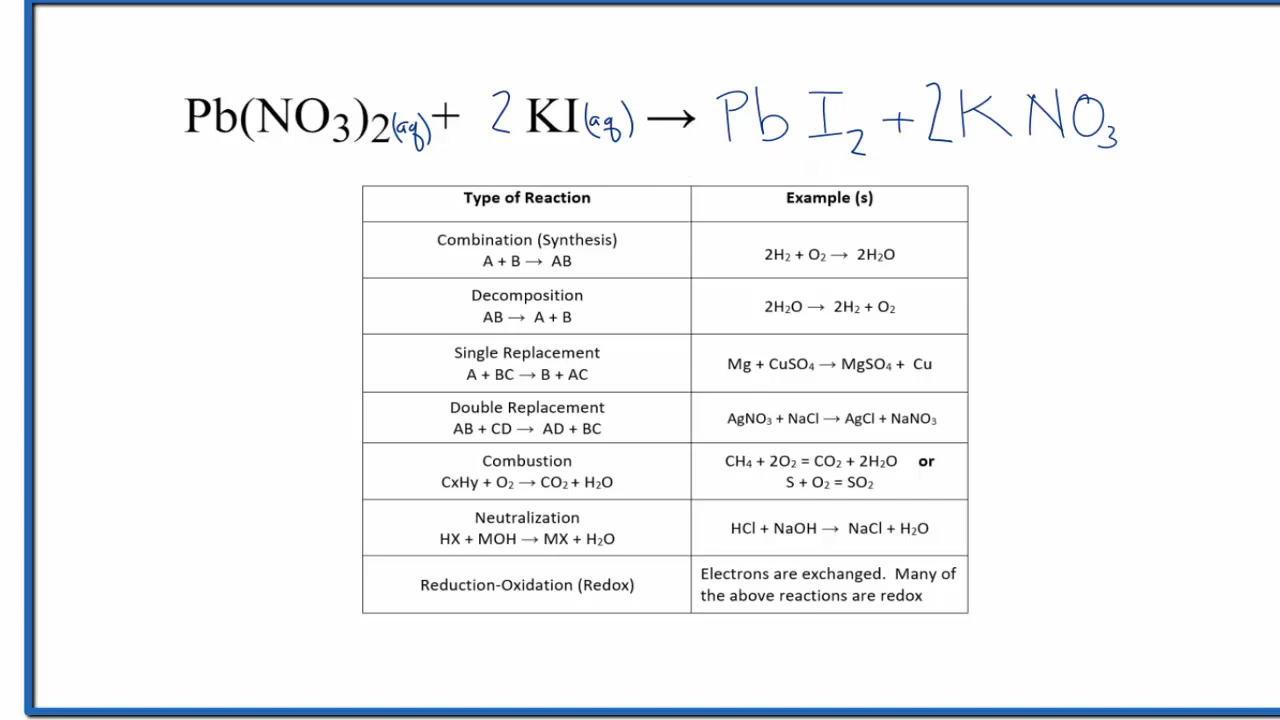 Pb(NO₃)₂(aq) + 2 KI(aq) → PbI₂ + 2KNO₃
Type of Reaction Example (s)
Combination (Synthesis)
A + B → AB
2H₂ + O₂ → 2H₂O
Decomposition
AB → A + B
2H₂O → 2H₂ + O₂
Single Replacement
A + BC → B + AC
Mg + CuSO₄ → MgSO₄ + Cu
Double Replacement
AB + CD → AD + BC
AgNO₃ + NaCl → AgCl + NaNO₃
Combustion
CxHy + O₂ → CO₂ + H₂O
CH₄ + 2O₂ = CO₂ + 2H₂O or
S + O₂ = SO₂
Neutralization
HX + MOH → MX + H₂O
HCl + NaOH → NaCl + H₂O
Reduction-Oxidation (Redox)
Electrons are exchanged. Many of
the above reactions are redox